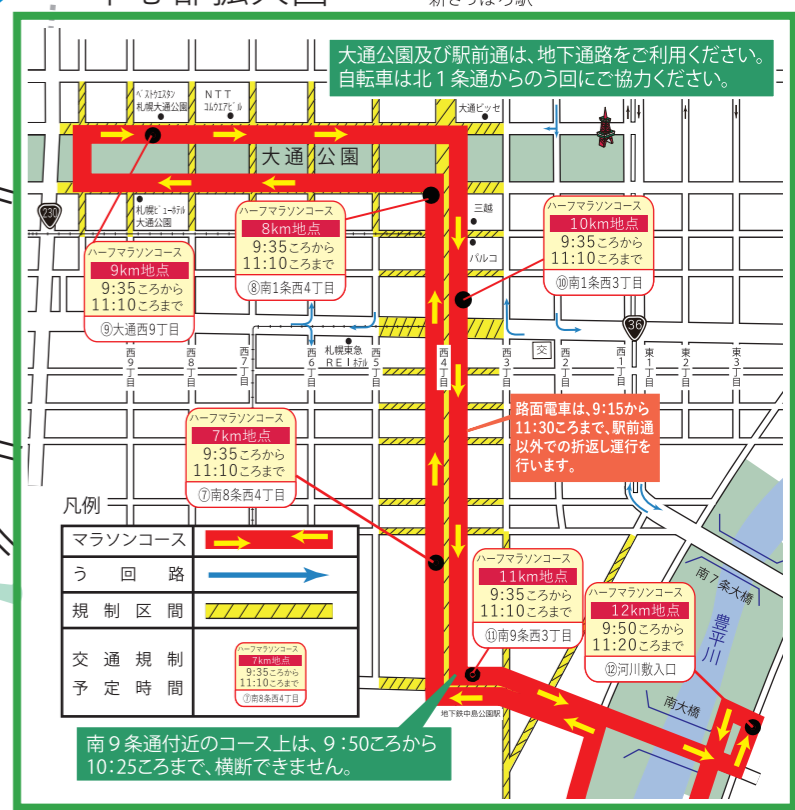 大通公園及び駅前通は、地下通路をご利用ください。
自転車は北1条通からのう回にご協力ください。
ベストウエスタン
札幌大通公園
NTT
コムウエアビル
大通ビッセ
大通公園
230
札幌ビューホテル
大通公園
三越
パルコ
ハーフマラソンコース
8km地点
9:35ころから
11:10ころまで
⑧南1条西4丁目
ハーフマラソンコース
10km地点
9:35ころから
11:10ころまで
⑩南1条西3丁目
ハーフマラソンコース
9km地点
9:35ころから
11:10ころまで
⑨大通西9丁目
36
札幌東急
REIホテル
交
西9丁目
西8丁目
西7丁目
西6丁目
西5丁目
西4丁目
西3丁目
西2丁目
西1丁目
東1丁目
東2丁目
東3丁目
路面電車は、9:15から
11:30ころまで、駅前通
以外での折返し運行を
行います。
ハーフマラソンコース
7km地点
9:35ころから
11:10ころまで
⑦南8条西4丁目
凡例
マラソンコース
う回路
規制区間
交通規制
予定時間
ハーフマラソンコース
7km地点
9:35ころから
11:10ころまで
⑦南8条西4丁目
ハーフマラソンコース
11km地点
9:35ころから
11:10ころまで
⑪南9条西3丁目
ハーフマラソンコース
12km地点
9:50ころから
11:20ころまで
⑫河川敷入口
南7条大橋
豊平川
南大橋
地下鉄中島公園駅
南9条通付近のコース上は、9:50ころから
10:25ころまで、横断できません。